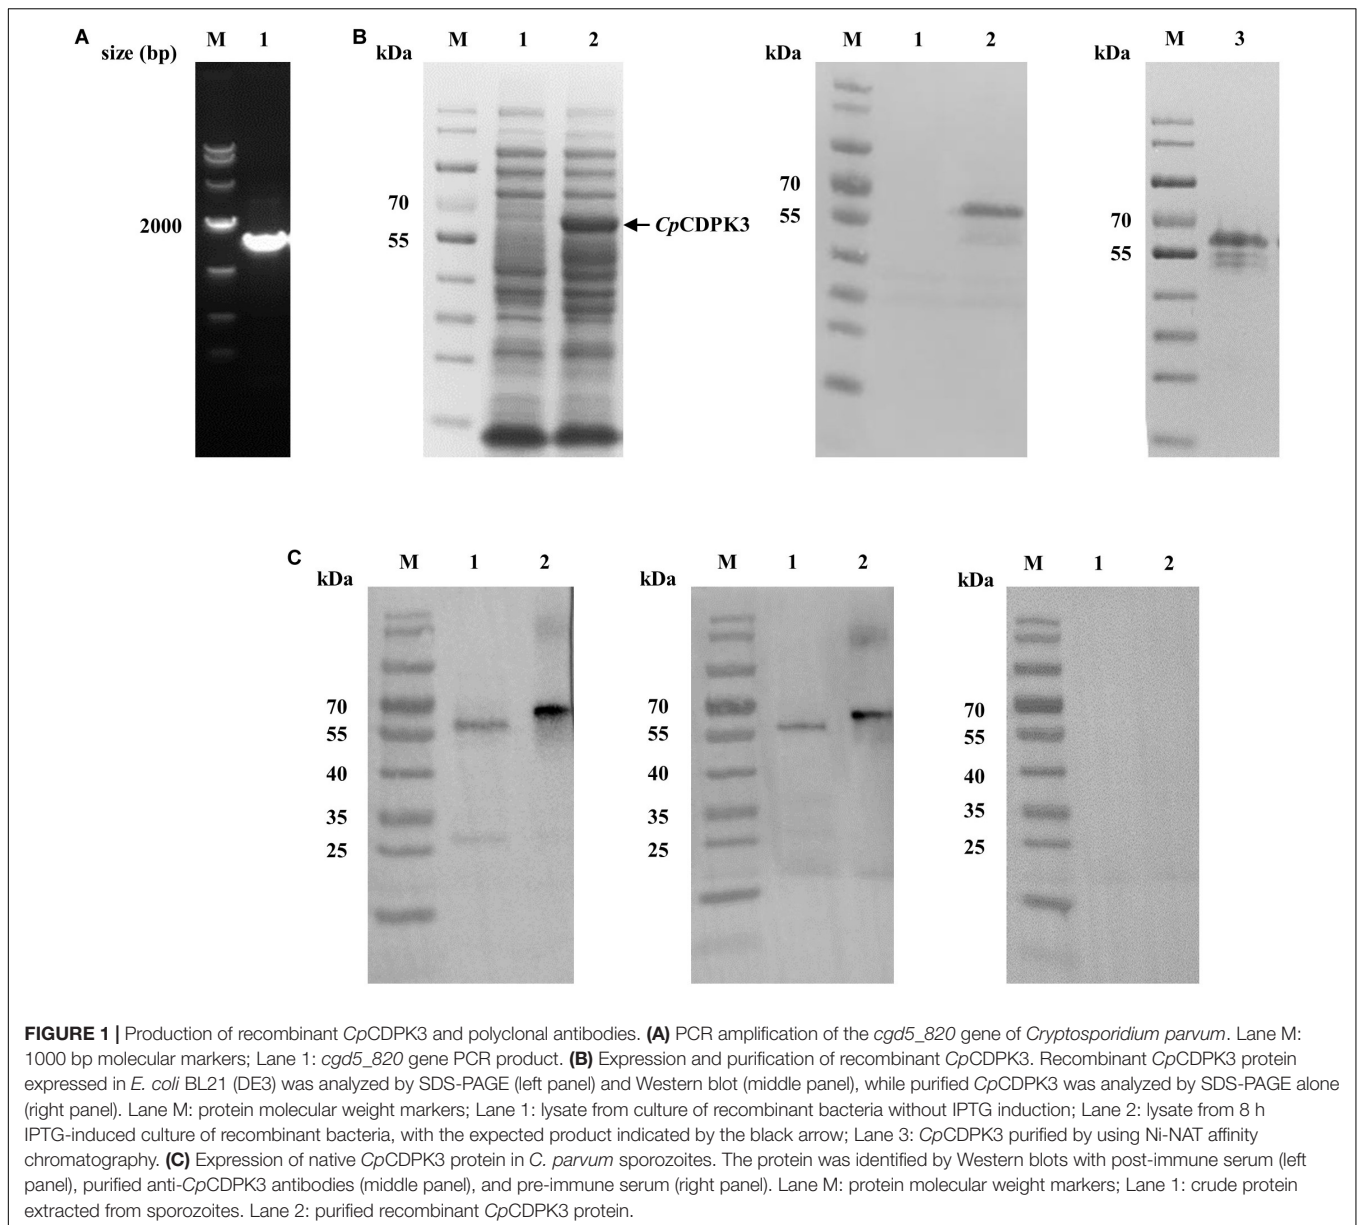 A
M 1
size (bp)
2000
B
kDa
M 1 2
70
55
CpCDPK3
kDa
M 1 2
70
55
kDa
M 3
70
55
C
kDa
M 1 2
70
55
40
35
25
kDa
M 1 2
70
55
40
35
25
kDa
M 1 2
70
55
40
35
25
FIGURE 1 | Production of recombinant CpCDPK3 and polyclonal antibodies. (A) PCR amplification of the cgd5_820 gene of Cryptosporidium parvum. Lane M:
1000 bp molecular markers; Lane 1: cgd5_820 gene PCR product. (B) Expression and purification of recombinant CpCDPK3. Recombinant CpCDPK3 protein
expressed in E. coli BL21 (DE3) was analyzed by SDS-PAGE (left panel) and Western blot (middle panel), while purified CpCDPK3 was analyzed by SDS-PAGE alone
(right panel). Lane M: protein molecular weight markers; Lane 1: lysate from culture of recombinant bacteria without IPTG induction; Lane 2: lysate from 8 h
IPTG-induced culture of recombinant bacteria, with the expected product indicated by the black arrow; Lane 3: CpCDPK3 purified by using Ni-NAT affinity
chromatography. (C) Expression of native CpCDPK3 protein in C. parvum sporozoites. The protein was identified by Western blots with post-immune serum (left
panel), purified anti-CpCDPK3 antibodies (middle panel), and pre-immune serum (right panel). Lane M: protein molecular weight markers; Lane 1: crude protein
extracted from sporozoites. Lane 2: purified recombinant CpCDPK3 protein.